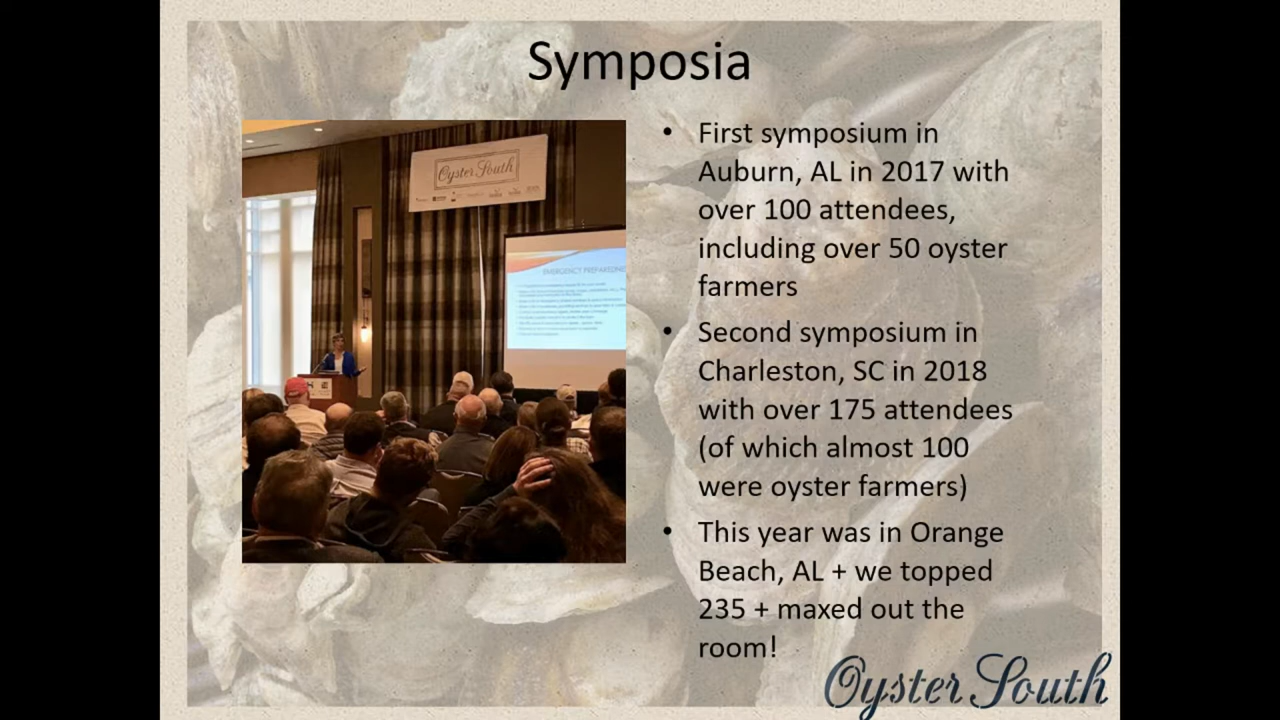 Symposia
Oyster South
EMERGENCY PREPAREDNE
• First symposium in
Auburn, AL in 2017 with
over 100 attendees,
including over 50 oyster
farmers
• Second symposium in
Charleston, SC in 2018
with over 175 attendees
(of which almost 100
were oyster farmers)
• This year was in Orange
Beach, AL + we topped
235 + maxed out the
room!
Oyster South